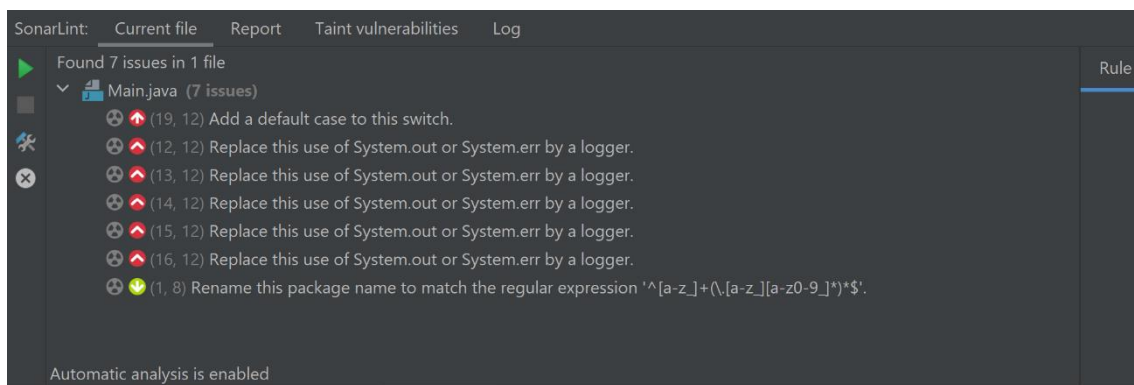 SonarLint: Current file Report Taint vulnerabilities Log
Found 7 issues in 1 file
Rule
Main.java (7 issues)
(19, 12) Add a default case to this switch.
(12, 12) Replace this use of System.out or System.err by a logger.
(13, 12) Replace this use of System.out or System.err by a logger.
(14, 12) Replace this use of System.out or System.err by a logger.
(15, 12) Replace this use of System.out or System.err by a logger.
(16, 12) Replace this use of System.out or System.err by a logger.
(1, 8) Rename this package name to match the regular expression '^[a-z_]+(\.[a-z_][a-z0-9_]*)*$'.
Automatic analysis is enabled